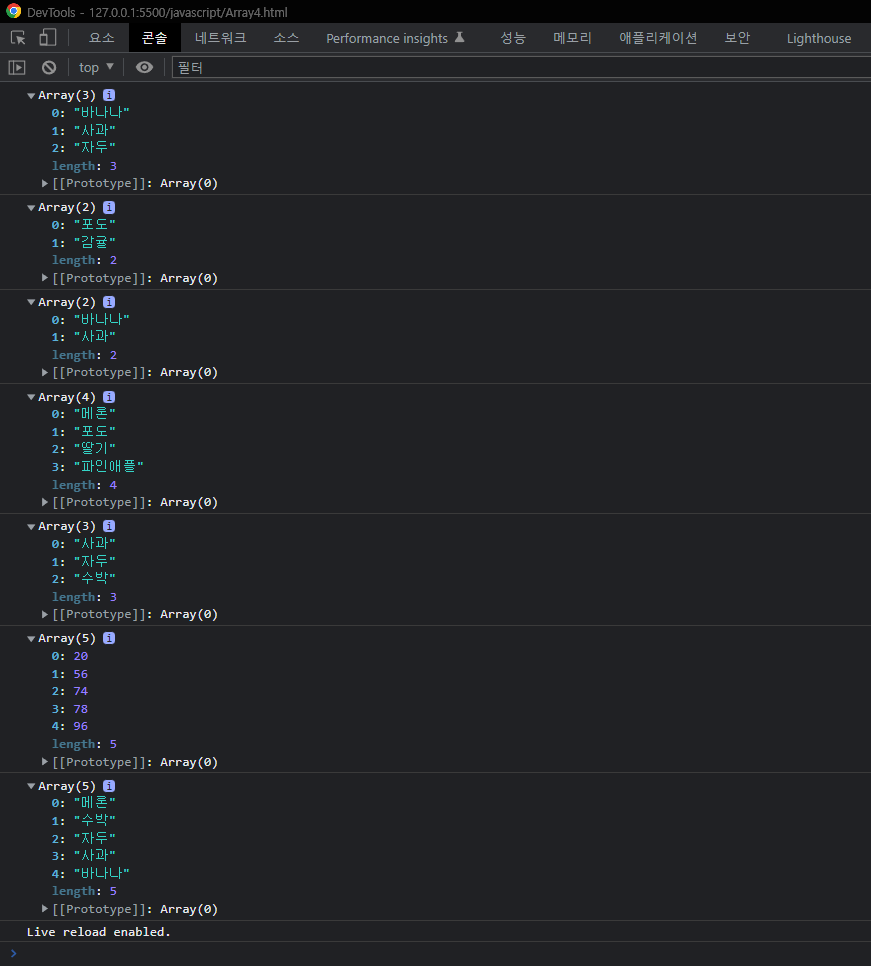 DevTools - 127.0.0.1:5500/javascript/Array4.html
요소 콘솔 네트워크 소스 Performance insights 성능 메모리 애플리케이션 보안 Lighthouse
top 필터
Array(3) i
0: "바나나"
1: "사과"
2: "자두"
length: 3
[[Prototype]]: Array(0)
Array(2) i
0: "포도"
1: "감귤"
length: 2
[[Prototype]]: Array(0)
Array(2) i
0: "바나나"
1: "사과"
length: 2
[[Prototype]]: Array(0)
Array(4) i
0: "메론"
1: "포도"
2: "딸기"
3: "파인애플"
length: 4
[[Prototype]]: Array(0)
Array(3) i
0: "사과"
1: "자두"
2: "수박"
length: 3
[[Prototype]]: Array(0)
Array(5) i
0: 20
1: 56
2: 74
3: 78
4: 96
length: 5
[[Prototype]]: Array(0)
Array(5) i
0: "메론"
1: "수박"
2: "자두"
3: "사과"
4: "바나나"
length: 5
[[Prototype]]: Array(0)
Live reload enabled.